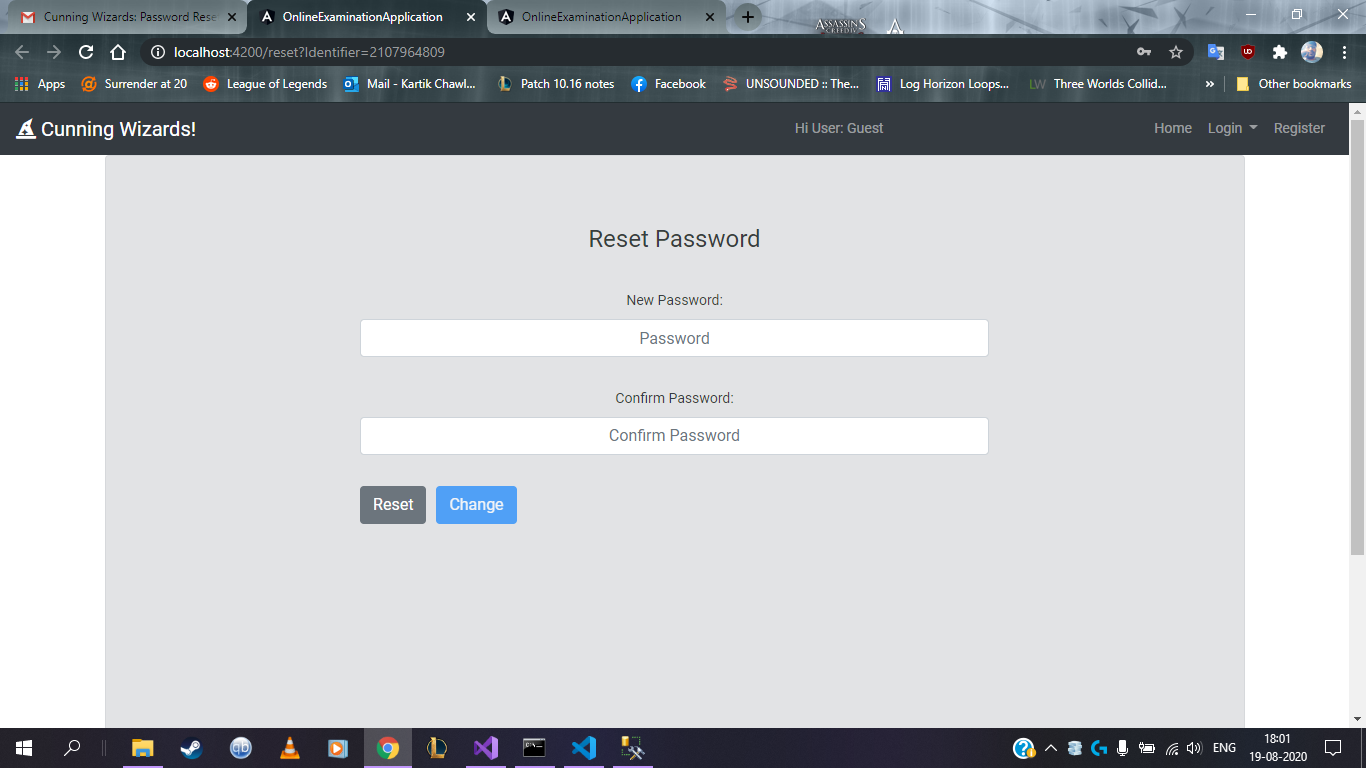 Cunning Wizards: Password Rese
OnlineExaminationApplication
OnlineExaminationApplication
ASSASSIN'S
localhost:4200/reset?Identifier=2107964809
Apps
Surrender at 20
League of Legends
Mail - Kartik Chawl...
Patch 10.16 notes
Facebook
UNSOUNDED :: The...
Log Horizon Loops...
LW Three Worlds Collid...
»
Other bookmarks
Cunning Wizards!
Hi User: Guest
Home
Login
Register
Reset Password
New Password:
Password
Confirm Password:
Confirm Password
Reset
Change
ENG
18:01
19-08-2020